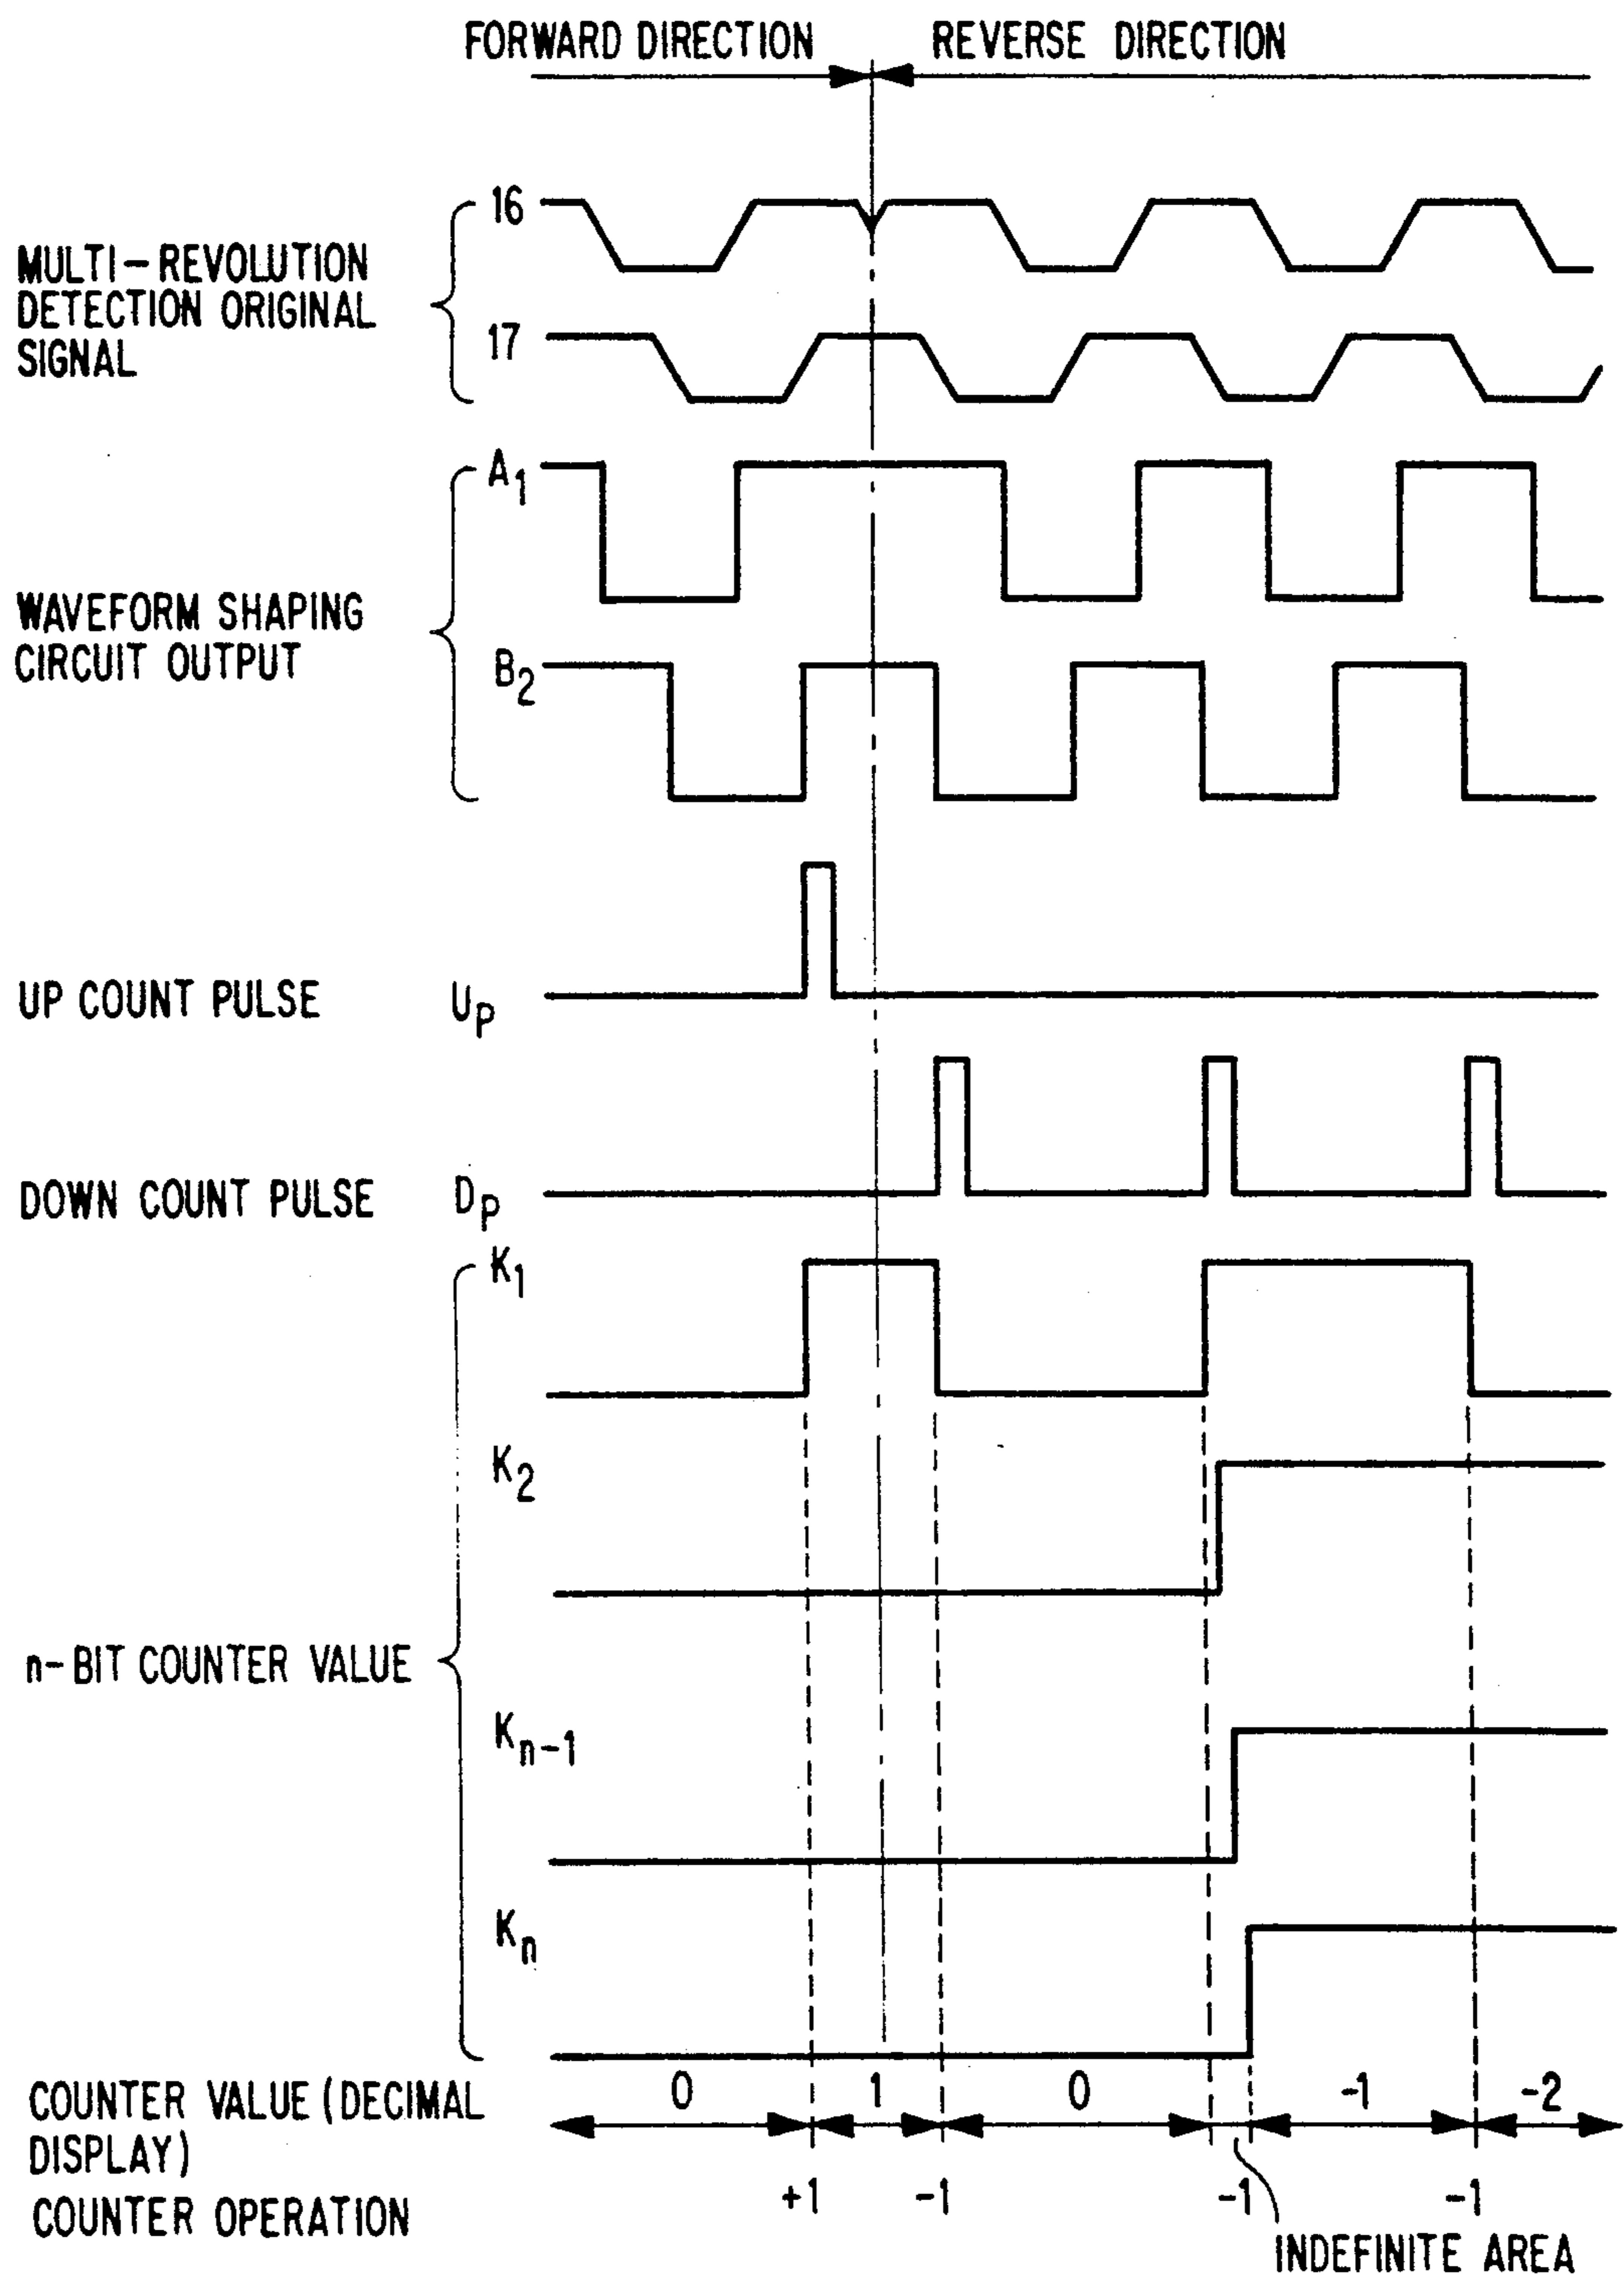 FORWARD DIRECTION REVERSE DIRECTION
16
MULTI-REVOLUTION
DETECTION ORIGINAL
SIGNAL
17
A1
WAVEFORM SHAPING
CIRCUIT OUTPUT
B2
UP COUNT PULSE UP
DOWN COUNT PULSE DP
K1
K2
n-BIT COUNTER VALUE
Kn-1
Kn
COUNTER VALUE (DECIMAL
DISPLAY)
0 1 0 -1 -2
COUNTER OPERATION
+1 -1 -1 -1
INDEFINITE AREA